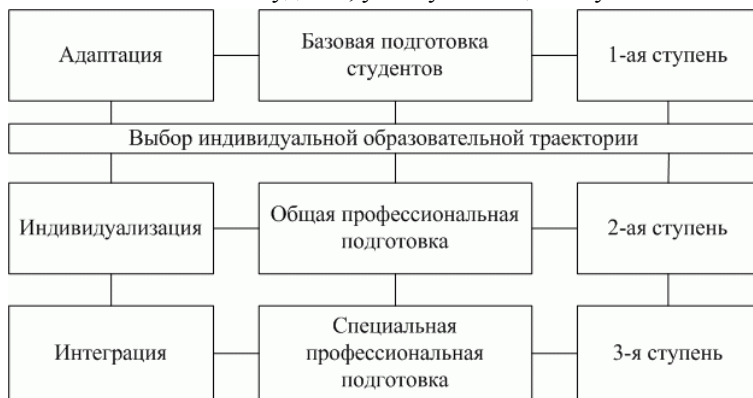 Адаптация
Базовая подготовка
студентов
1-ая ступень
Выбор индивидуальной образовательной траектории
Индивидуализация
Общая профессиональная
подготовка
2-ая ступень
Интеграция
Специальная
профессиональная
подготовка
3-я ступень